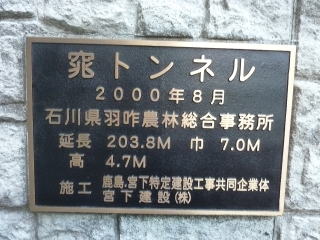 窕トンネル
2000年8月
石川県羽咋農林総合事務所
延長 203.8M 巾 7.0M
高 4.7M
施工 鹿島、宮下特定建設工事共同企業体
宮下建設(株)